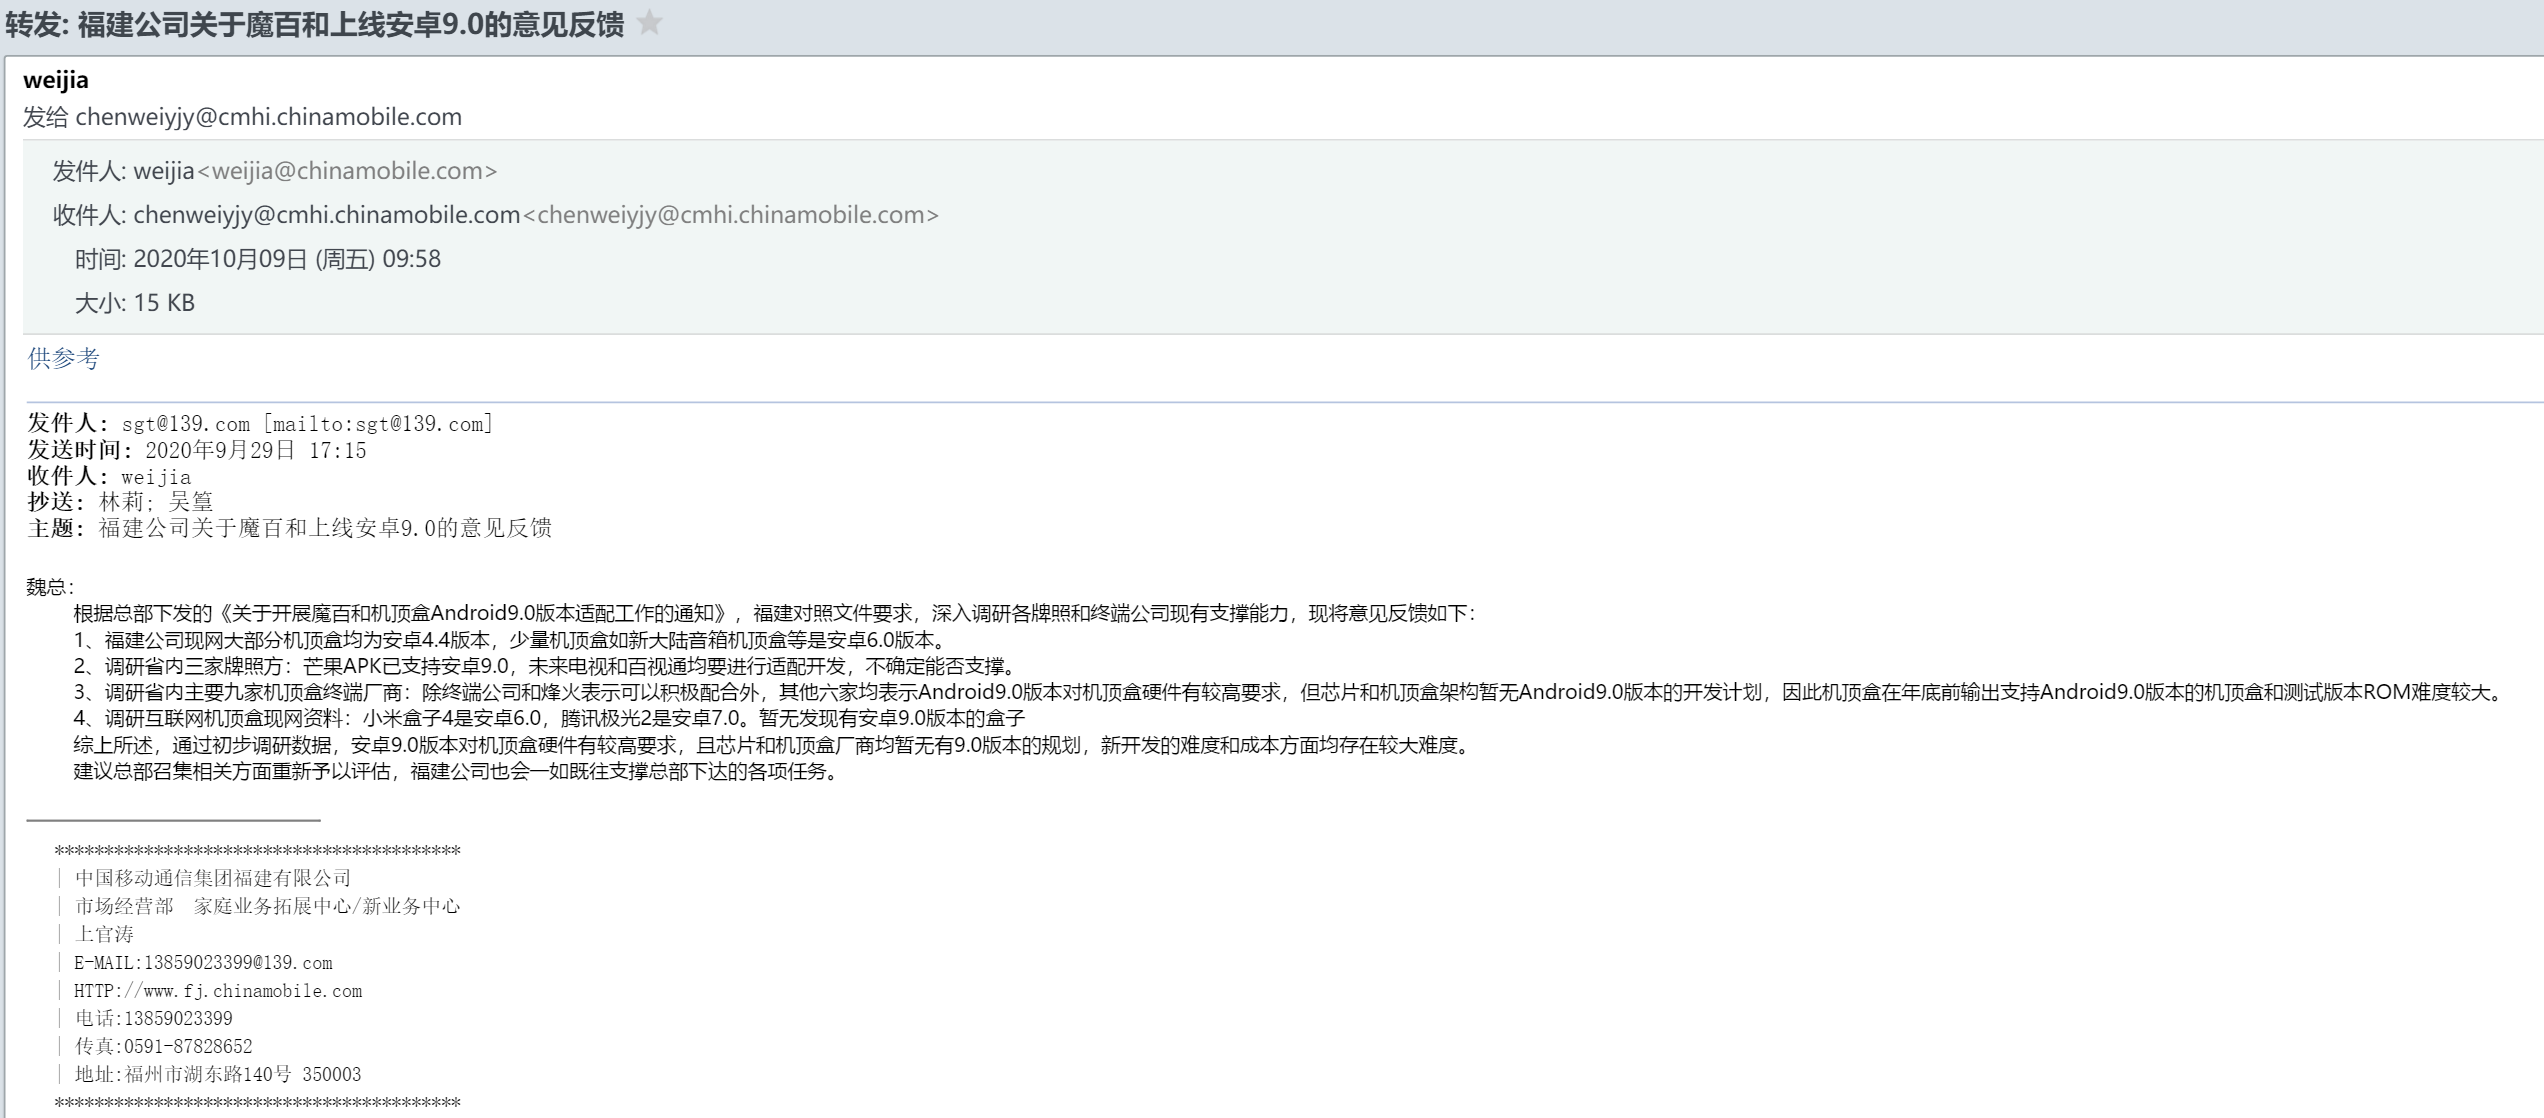 转发: 福建公司关于魔百和上线安卓9.0的意见反馈
weijia
发给 chenweiyjy@cmhi.chinamobile.com
发件人: weijia<weijia@chinamobile.com>
收件人: chenweiyjy@cmhi.chinamobile.com<chenweiyjy@cmhi.chinamobile.com>
时间: 2020年10月09日 (周五) 09:58
大小: 15 KB
供参考
发件人: sgt@139.com [mailto:sgt@139.com]
发送时间: 2020年9月29日 17:15
收件人: weijia
抄送: 林莉; 吴篁
主题: 福建公司关于魔百和上线安卓9.0的意见反馈
魏总:
根据总部下发的《关于开展魔百和机顶盒Android9.0版本适配工作的通知》，福建对照文件要求，深入调研各牌照和终端公司现有支撑能力，现将意见反馈如下：
1、福建公司现网大部分机顶盒均为安卓4.4版本，少量机顶盒如新大陆音箱机顶盒等是安卓6.0版本。
2、调研省内三家牌照方：芒果APK已支持安卓9.0，未来电视和百视通均要进行适配开发，不确定能否支撑。
3、调研省内主要九家机顶盒终端厂商：除终端公司和烽火表示可以积极配合外，其他六家均表示Android9.0版本对机顶盒硬件有较高要求，但芯片和机顶盒架构暂无Android9.0版本的开发计划，因此机顶盒在年底前输出支持Android9.0版本的机顶盒和测试版本ROM难度较大。
4、调研互联网机顶盒现网资料：小米盒子4是安卓6.0，腾讯极光2是安卓7.0。暂无发现有安卓9.0版本的盒子
综上所述，通过初步调研数据，安卓9.0版本对机顶盒硬件有较高要求，且芯片和机顶盒厂商均暂无有9.0版本的规划，新开发的难度和成本方面均存在较大难度。
建议总部召集相关方面重新予以评估，福建公司也会一如既往支撑总部下达的各项任务。
*****************************************
| 中国移动通信集团福建有限公司
| 市场经营部　家庭业务拓展中心/新业务中心
| 上官涛
| E-MAIL:13859023399@139.com
| HTTP://www.fj.chinamobile.com
| 电话:13859023399
| 传真:0591-87828652
| 地址:福州市湖东路140号 350003
*****************************************